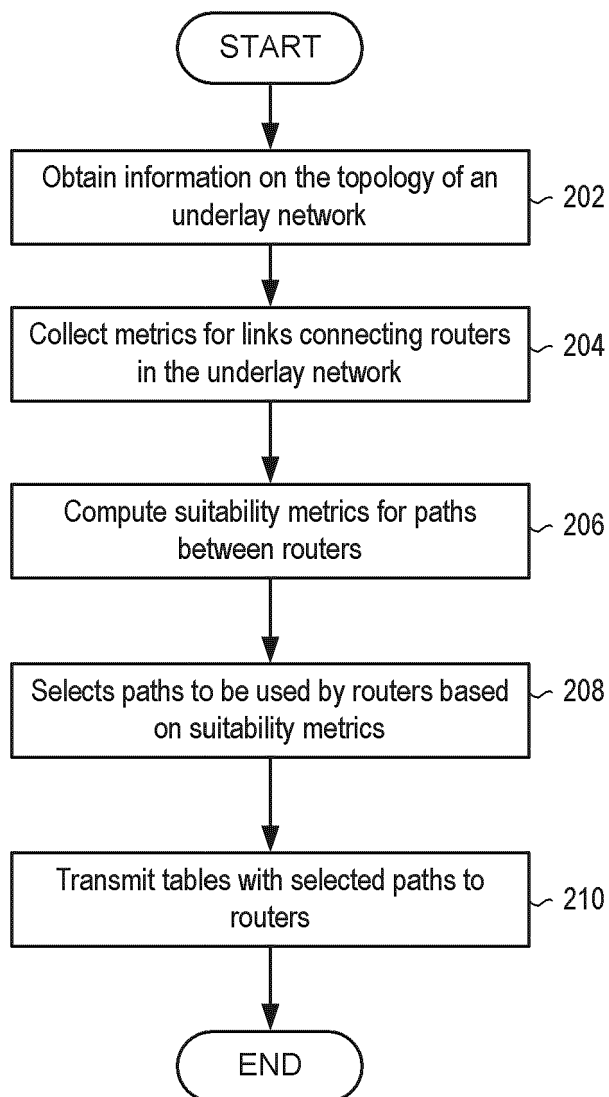 START
Obtain information on the topology of an
underlay network
202
Collect metrics for links connecting routers
in the underlay network
204
Compute suitability metrics for paths
between routers
206
Selects paths to be used by routers based
on suitability metrics
208
Transmit tables with selected paths to
routers
210
END